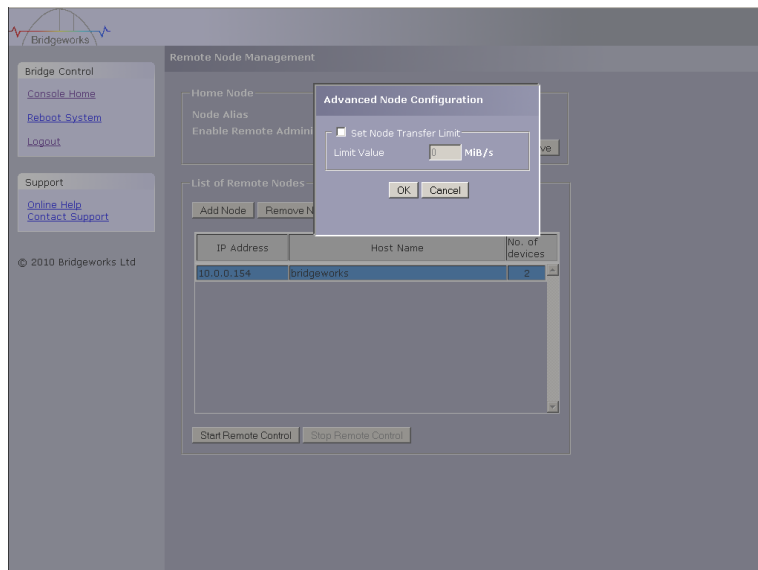 Bridgeworks
Remote Node Management
Bridge Control
Console Home
Reboot System
Logout
Support
Online Help
Contact Support
© 2010 Bridgeworks Ltd
Home Node
Node Alias
Enable Remote Admini
ve
Advanced Node Configuration
Set Node Transfer Limit
Limit Value 0 MiB/s
OK Cancel
List of Remote Nodes
Add Node Remove N
IP Address Host Name No. of devices
10.0.0.154 bridgeworks 2
Start Remote Control Stop Remote Control